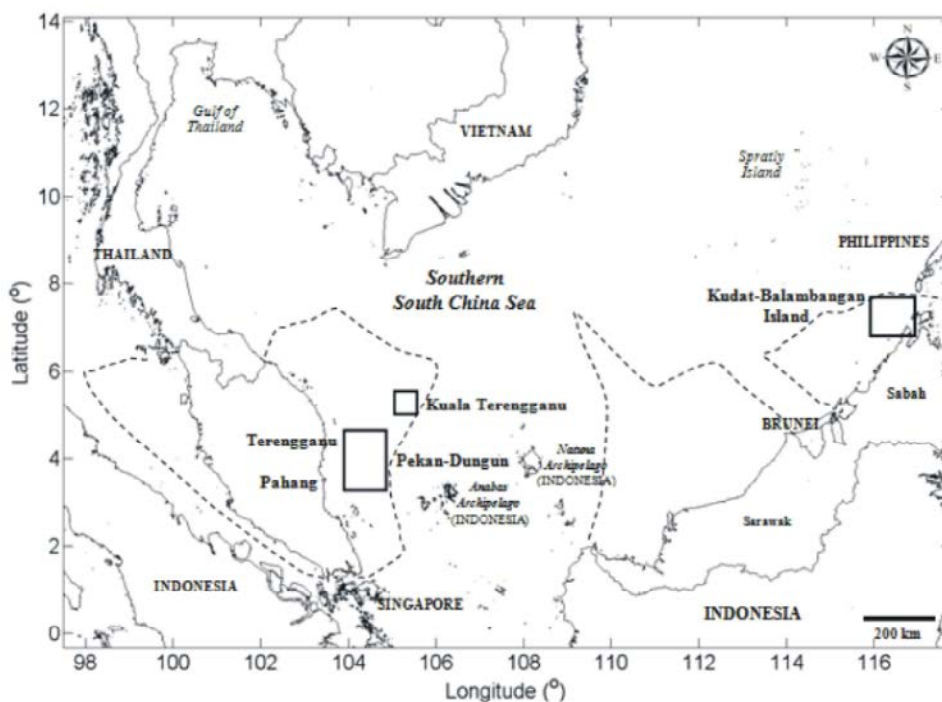 14
12
10
8
6
4
2
0
Latitude (°)
98
100
102
104
106
108
110
112
114
116
Longitude (°)
N
W
E
S
Gulf of
Thailand
VIETNAM
Spratly
Island
THAILAND
PHILIPPINES
Southern
South China Sea
Kudat-Balambangan
Island
Sabah
Kuala Terengganu
BRUNEI
Terengganu
Pekan-Dungun
Pahang
Natuna
Archipelago
(INDONESIA)
Anabas
Archipelago
(INDONESIA)
Sarawak
INDONESIA
SINGAPORE
INDONESIA
200 km